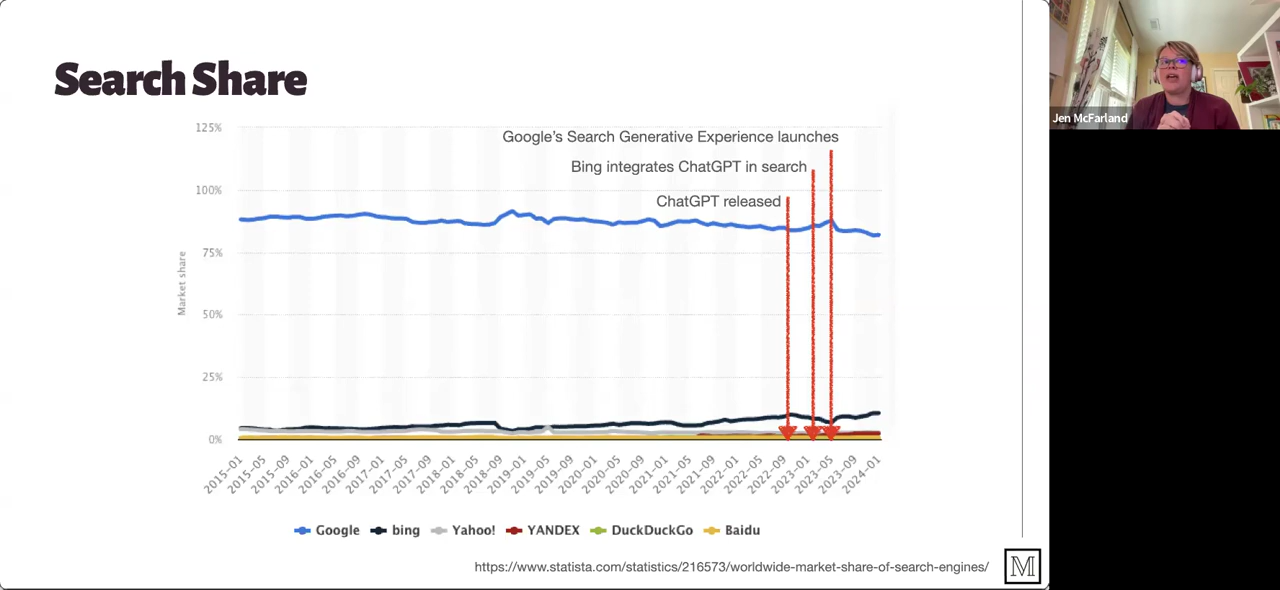 Search Share
125%
Google's Search Generative Experience launches
Bing integrates ChatGPT in search
100%
ChatGPT released
75%
Market share
50%
25%
0%
2015-01 2015-05 2015-09 2016-01 2016-05 2016-09 2017-01 2017-05 2017-09 2018-01 2018-05 2018-09 2019-01 2019-05 2019-09 2020-01 2020-05 2020-09 2021-01 2021-05 2021-09 2022-01 2022-05 2022-09 2023-01 2023-05 2023-09 2024-01
Google bing Yahoo! YANDEX DuckDuckGo Baidu
https://www.statista.com/statistics/216573/worldwide-market-share-of-search-engines/
M
Jen McFarland